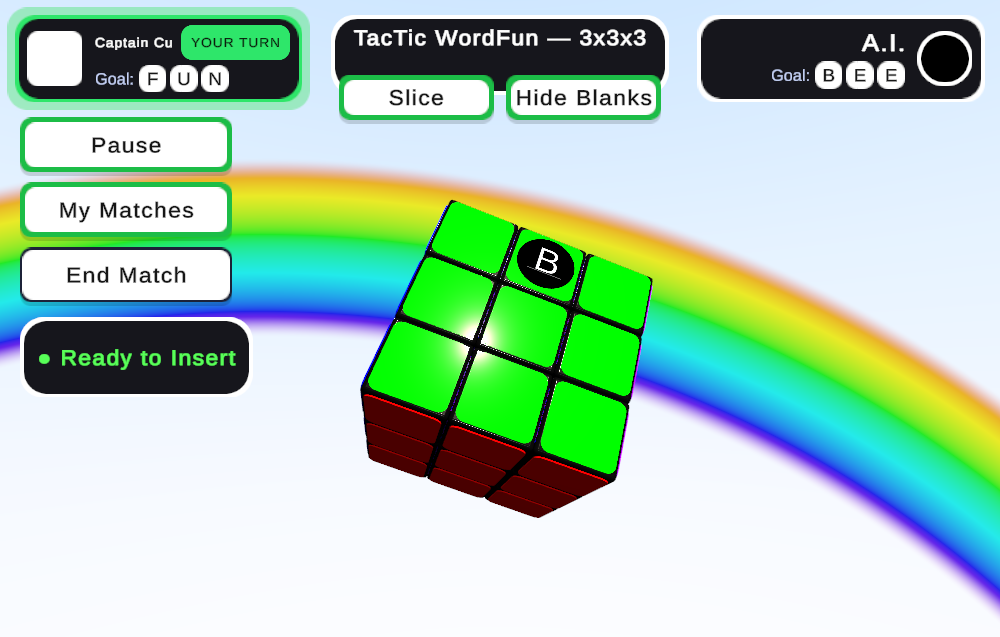 Captain Cu
YOUR TURN
Goal: F U N
TacTic WordFun — 3x3x3
Slice
Hide Blanks
A.I.
Goal: B E E
Pause
My Matches
End Match
Ready to Insert
B